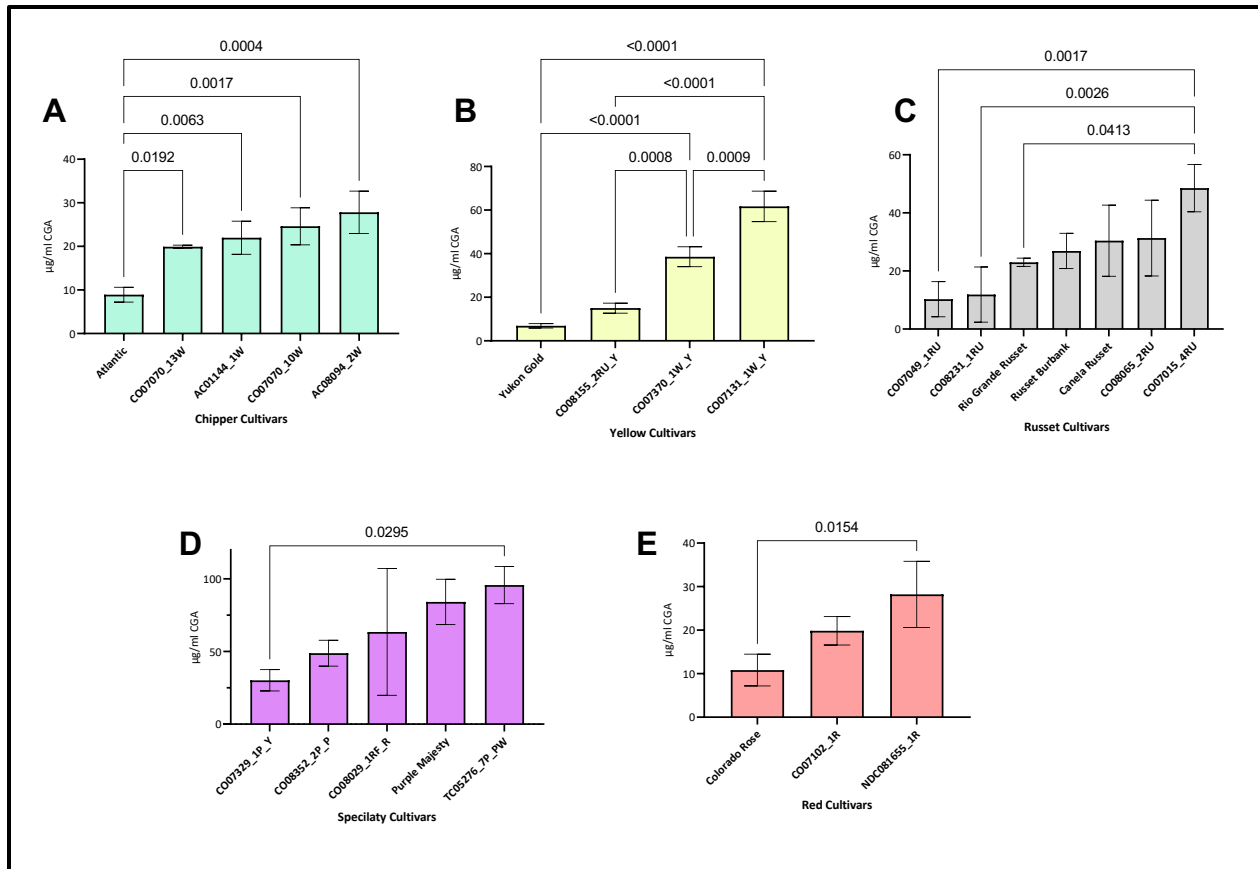 A
0.0004
0.0017
0.0063
0.0192
µg/ml CGA
40
30
20
10
0
Atlantic
CO07070_13W
AC01144_1W
CO07070_10W
AC08094_2W
Chipper Cultivars
B
<0.0001
<0.0001
<0.0001
0.0008
0.0009
µg/ml CGA
80
60
40
20
0
Yukon Gold
CO08155_2RU_Y
CO07370_1W_Y
CO07131_1W_Y
Yellow Cultivars
C
0.0017
0.0026
0.0413
µg/ml CGA
60
40
20
0
CO07049_1RU
CO08231_1RU
Rio Grande Russet
Russet Burbank
Canela Russet
CO08065_2RU
CO07015_4RU
Russet Cultivars
D
0.0295
µg/ml CGA
100
50
0
CO07329_1P_Y
CO08352_2P_P
CO08029_1RF_R
Purple Majesty
TC05276_7P_PW
Specilaty Cultivars
E
0.0154
µg/ml CGA
40
30
20
10
0
Colorado Rose
CO07102_1R
NDC081655_1R
Red Cultivars